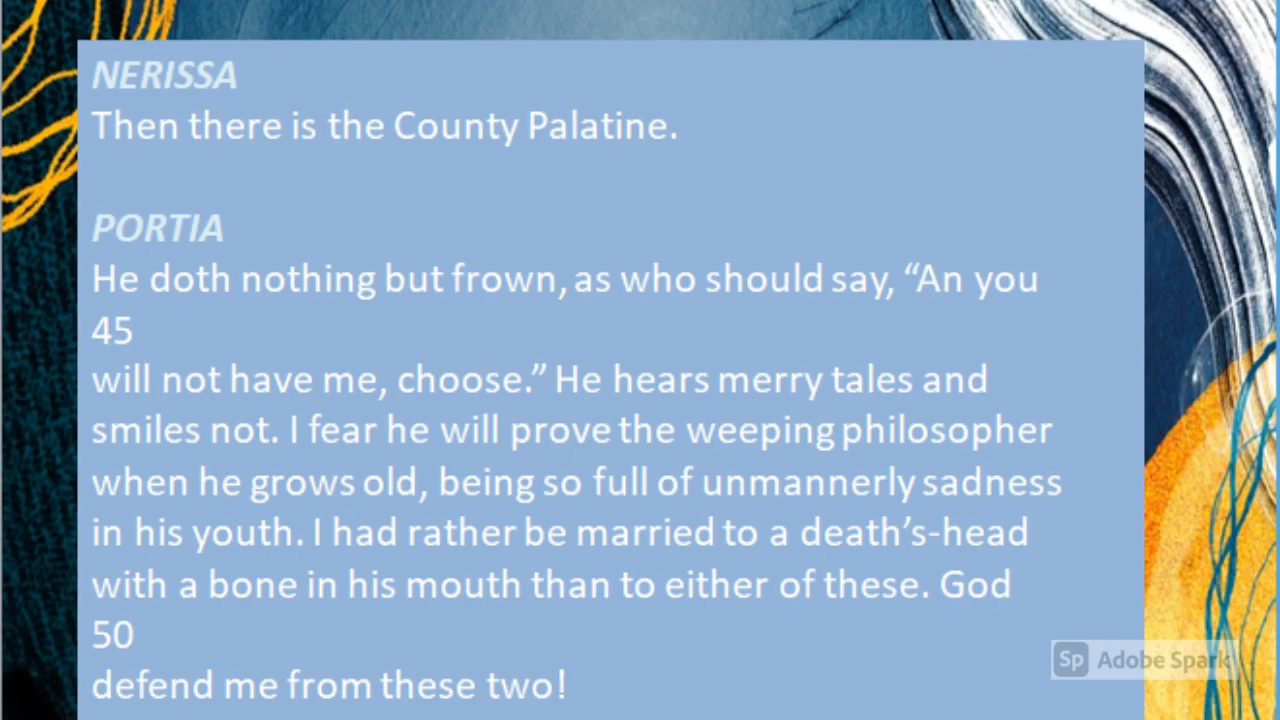 NERISSA
Then there is the County Palatine.
PORTIA
He doth nothing but frown, as who should say, “An you
45
will not have me, choose.” He hears merry tales and
smiles not. I fear he will prove the weeping philosopher
when he grows old, being so full of unmannerly sadness
in his youth. I had rather be married to a death’s-head
with a bone in his mouth than to either of these. God
50
defend me from these two!
Sp Adobe Spark